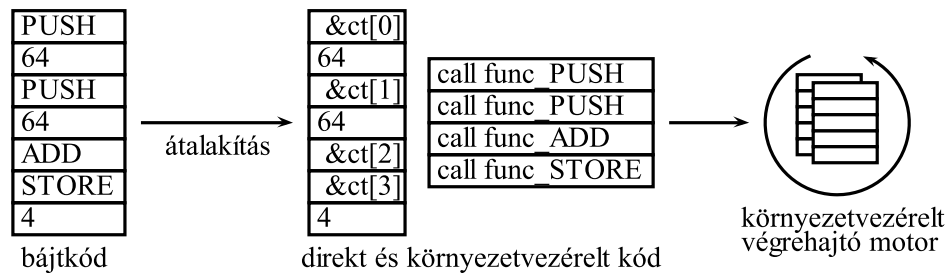 PUSH
64
PUSH
64
ADD
STORE
4
bájtkód
átalakítás
&ct[0]
64
&ct[1]
64
&ct[2]
&ct[3]
4
call func_PUSH
call func_PUSH
call func_ADD
call func_STORE
direkt és környezetvezérelt kód
környezetvezérelt
végrehajtó motor